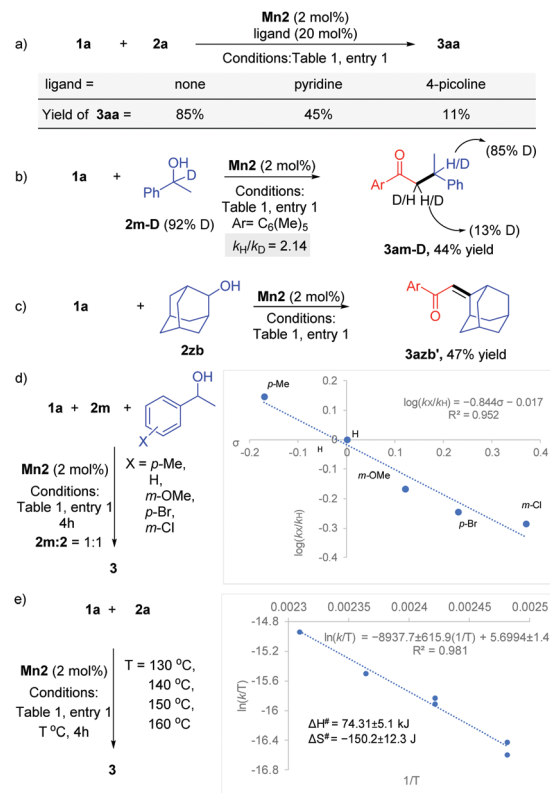 a)
1a + 2a
Mn2 (2 mol%)
ligand (20 mol%)
Conditions:Table 1, entry 1
3aa
ligand = none pyridine 4-picoline
Yield of 3aa = 85% 45% 11%
b)
1a +
OH
D
Ph
2m-D (92% D)
Mn2 (2 mol%)
Conditions:
Table 1, entry 1
Ar= C6(Me)5
kH/kD = 2.14
O
Ar
H/D
Ph
D/H H/D
(85% D)
(13% D)
3am-D, 44% yield
c)
1a +
OH
2zb
Mn2 (2 mol%)
Conditions:
Table 1, entry 1
Ar
O
3azb', 47% yield
d)
1a + 2m +
OH
X
Mn2 (2 mol%)
Conditions:
Table 1, entry 1
4h
2m:2 = 1:1
X = p-Me,
H,
m-OMe,
p-Br,
m-Cl
3
p-Me
0.2
log(kX/kH) = −0.844σ − 0.017
R² = 0.952
0.1
H
σ
0
-0.2 -0.1 0 0.1 0.2 0.3 0.4
H
-0.1
m-OMe
-0.2
p-Br
m-Cl
-0.3
-0.4
log(kX/kH)
e)
1a + 2a
Mn2 (2 mol%)
Conditions:
Table 1, entry 1
T °C, 4h
T = 130 °C,
140 °C,
150 °C,
160 °C
3
0.0023 0.00235 0.0024 0.00245 0.0025
-14.8
ln(k/T) = −8937.7±615.9(1/T) + 5.6994±1.4
R² = 0.981
-15.2
-15.6
-16
-16.4
-16.8
ln(k/T)
ΔH# = 74.31±5.1 kJ
ΔS# = −150.2±12.3 J
1/T